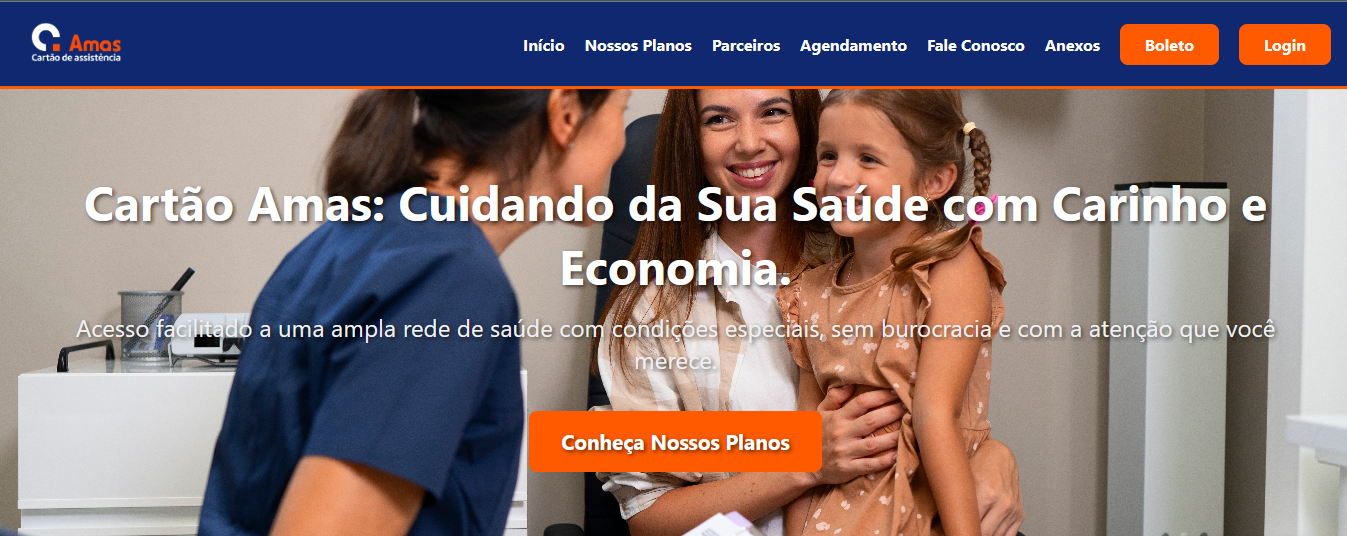 Amas
Cartão de assistência
Início Nossos Planos Parceiros Agendamento Fale Conosco Anexos Boleto Login
Cartão Amas: Cuidando da Sua Saúde com Carinho e
Economia.
Acesso facilitado a uma ampla rede de saúde com condições especiais, sem burocracia e com a atenção que você
merece.
Conheça Nossos Planos